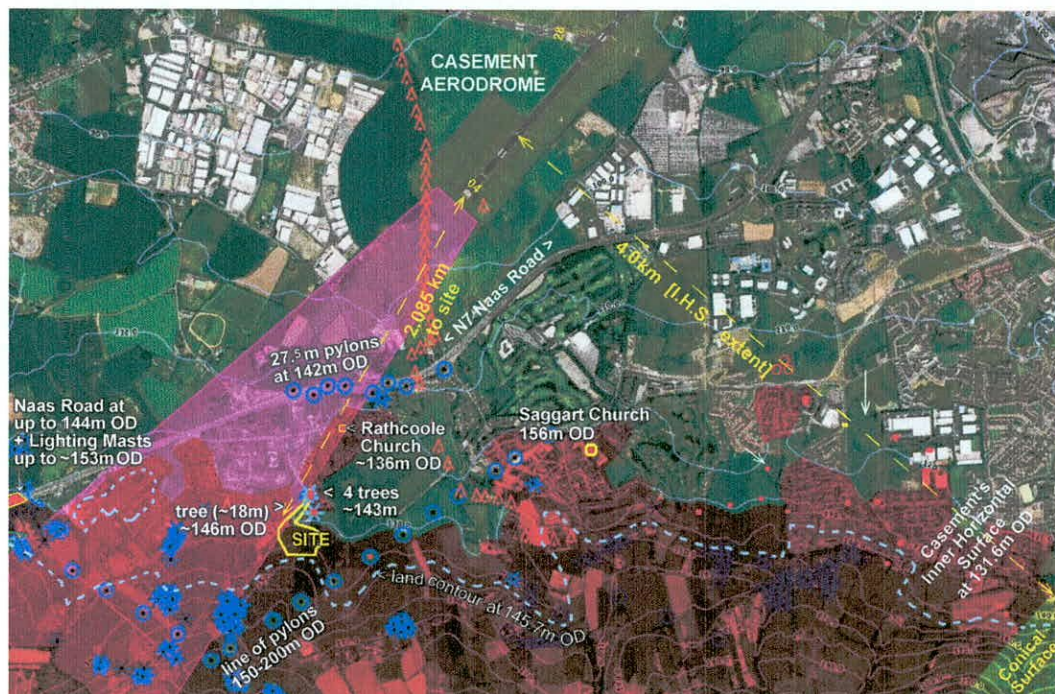 CASEMENT
AERODROME
28
04
2.085 km
to site
< N7/Naas Road >
4.0km [I.H.S. extent]
27.5m pylons
at 142m OD
Naas Road at
up to 144m OD
+ Lighting Masts
up to ~153m OD
Saggart Church
156m OD
< Rathcoole
Church
~136m OD
tree (~18m) >
~146m OD
< 4 trees
~143m
SITE
< land contour at 145.7m OD
line of pylons
150-200m OD
Casement's
Inner Horizontal
Surface
at 131.6m OD
Conical
Surface